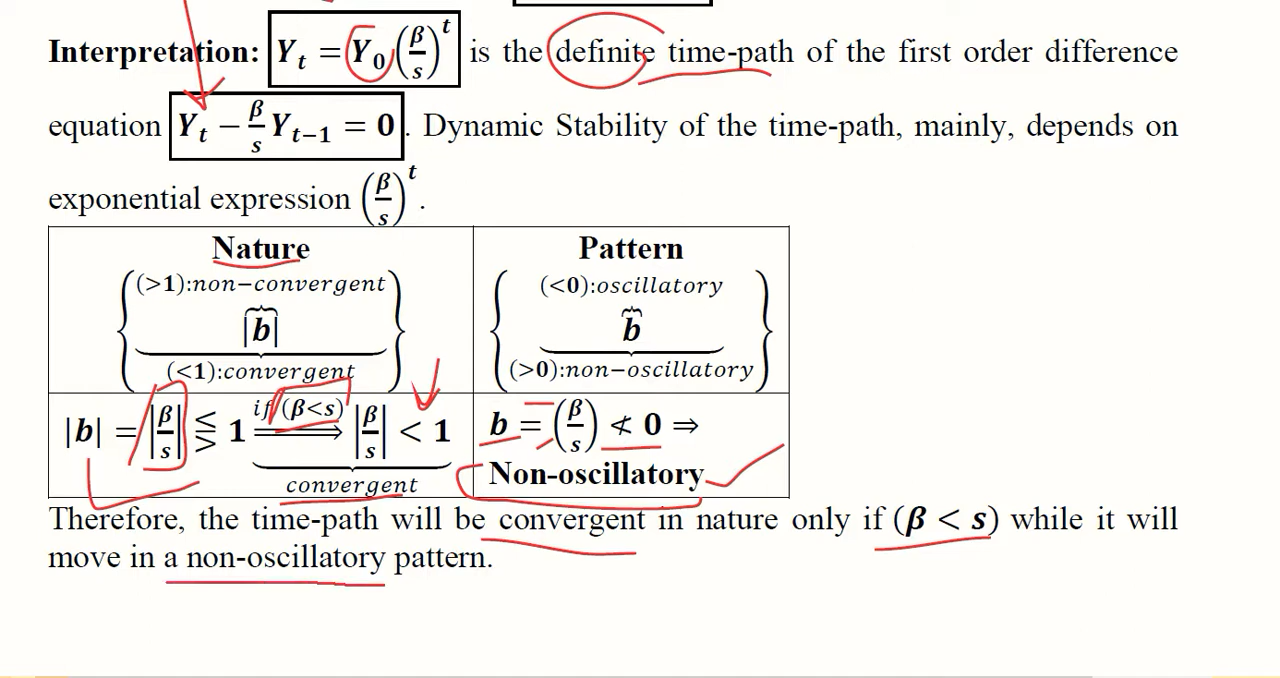 Interpretation: Y_t = Y_0 (β/s)^t is the definite time-path of the first order difference
equation Y_t − β/s Y_{t−1} = 0. Dynamic Stability of the time-path, mainly, depends on
exponential expression (β/s)^t.
Nature
{(>1):non−convergent
|b|
(<1):convergent}
Pattern
{(<0):oscillatory
b
(>0):non−oscillatory}
|b| = |β/s| ⋚ 1 if (β<s) ⟹ |β/s| < 1
convergent
b = (β/s) ≮ 0 ⇒
Non-oscillatory
Therefore, the time-path will be convergent in nature only if (β < s) while it will
move in a non-oscillatory pattern.